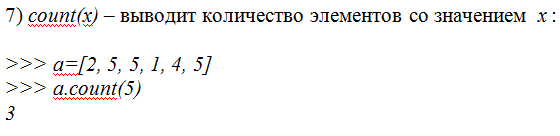 7) count(x) – выводит количество элементов со значением x :
>>> a=[2, 5, 5, 1, 4, 5]
>>> a.count(5)
3